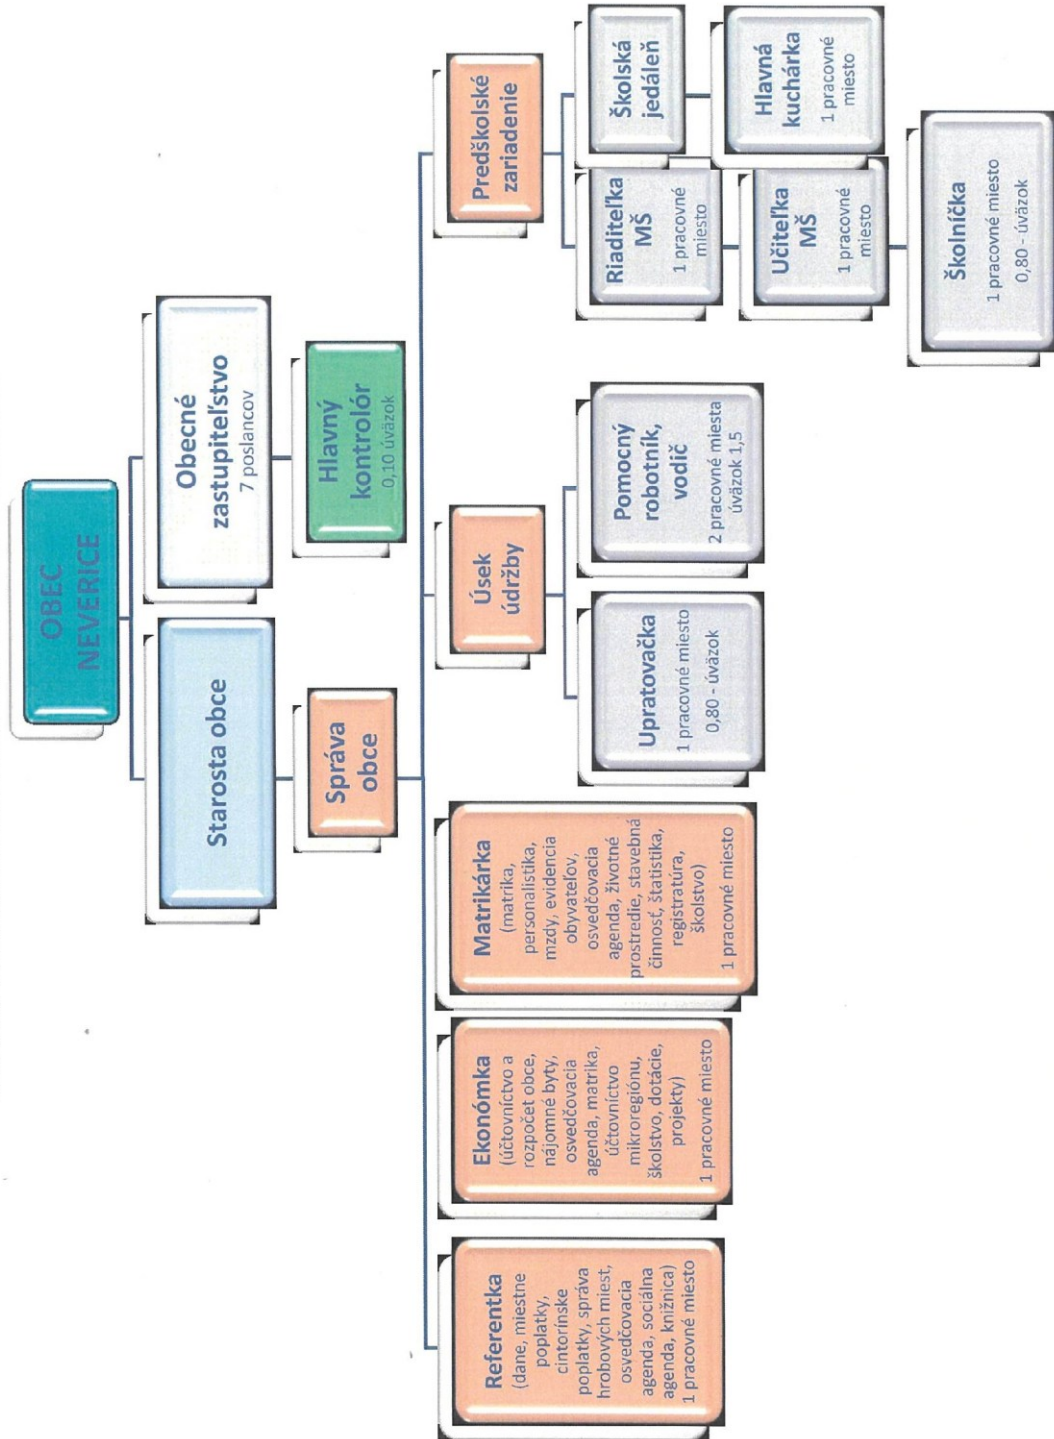 OBEC
NEVERICE
Starosta obce
Obecné
zastupiteľstvo
7 poslancov
Správa
obce
Hlavný
kontrolór
0,10 úväzok
Referentka
(dane, miestne
poplatky,
cintorínske
poplatky, správa
hrobových miest,
osvedčovacia
agenda, sociálna
agenda, knižnica)
1 pracovné miesto
Ekonómka
(účtovníctvo a
rozpočet obce,
nájomné byty,
osvedčovacia
agenda, matrika,
účtovníctvo
mikroregiónu,
školstvo, dotácie,
projekty)
1 pracovné miesto
Matrikárka
(matrika,
personalistika,
mzdy, evidencia
obyvateľov,
osvedčovacia
agenda, životné
prostredie, stavebná
činnosť, štatistika,
registratúra,
školstvo)
1 pracovné miesto
Úsek
údržby
Upratovačka
1 pracovné miesto
0,80 - úväzok
Pomocný
robotník,
vodič
2 pracovné miesta
úväzok 1,5
Predškolské
zariadenie
Riaditeľka
MŠ
1 pracovné
miesto
Učiteľka
MŠ
1 pracovné
miesto
Školníčka
1 pracovné miesto
0,80 - úväzok
Školská
jedáleň
Hlavná
kuchárka
1 pracovné
miesto